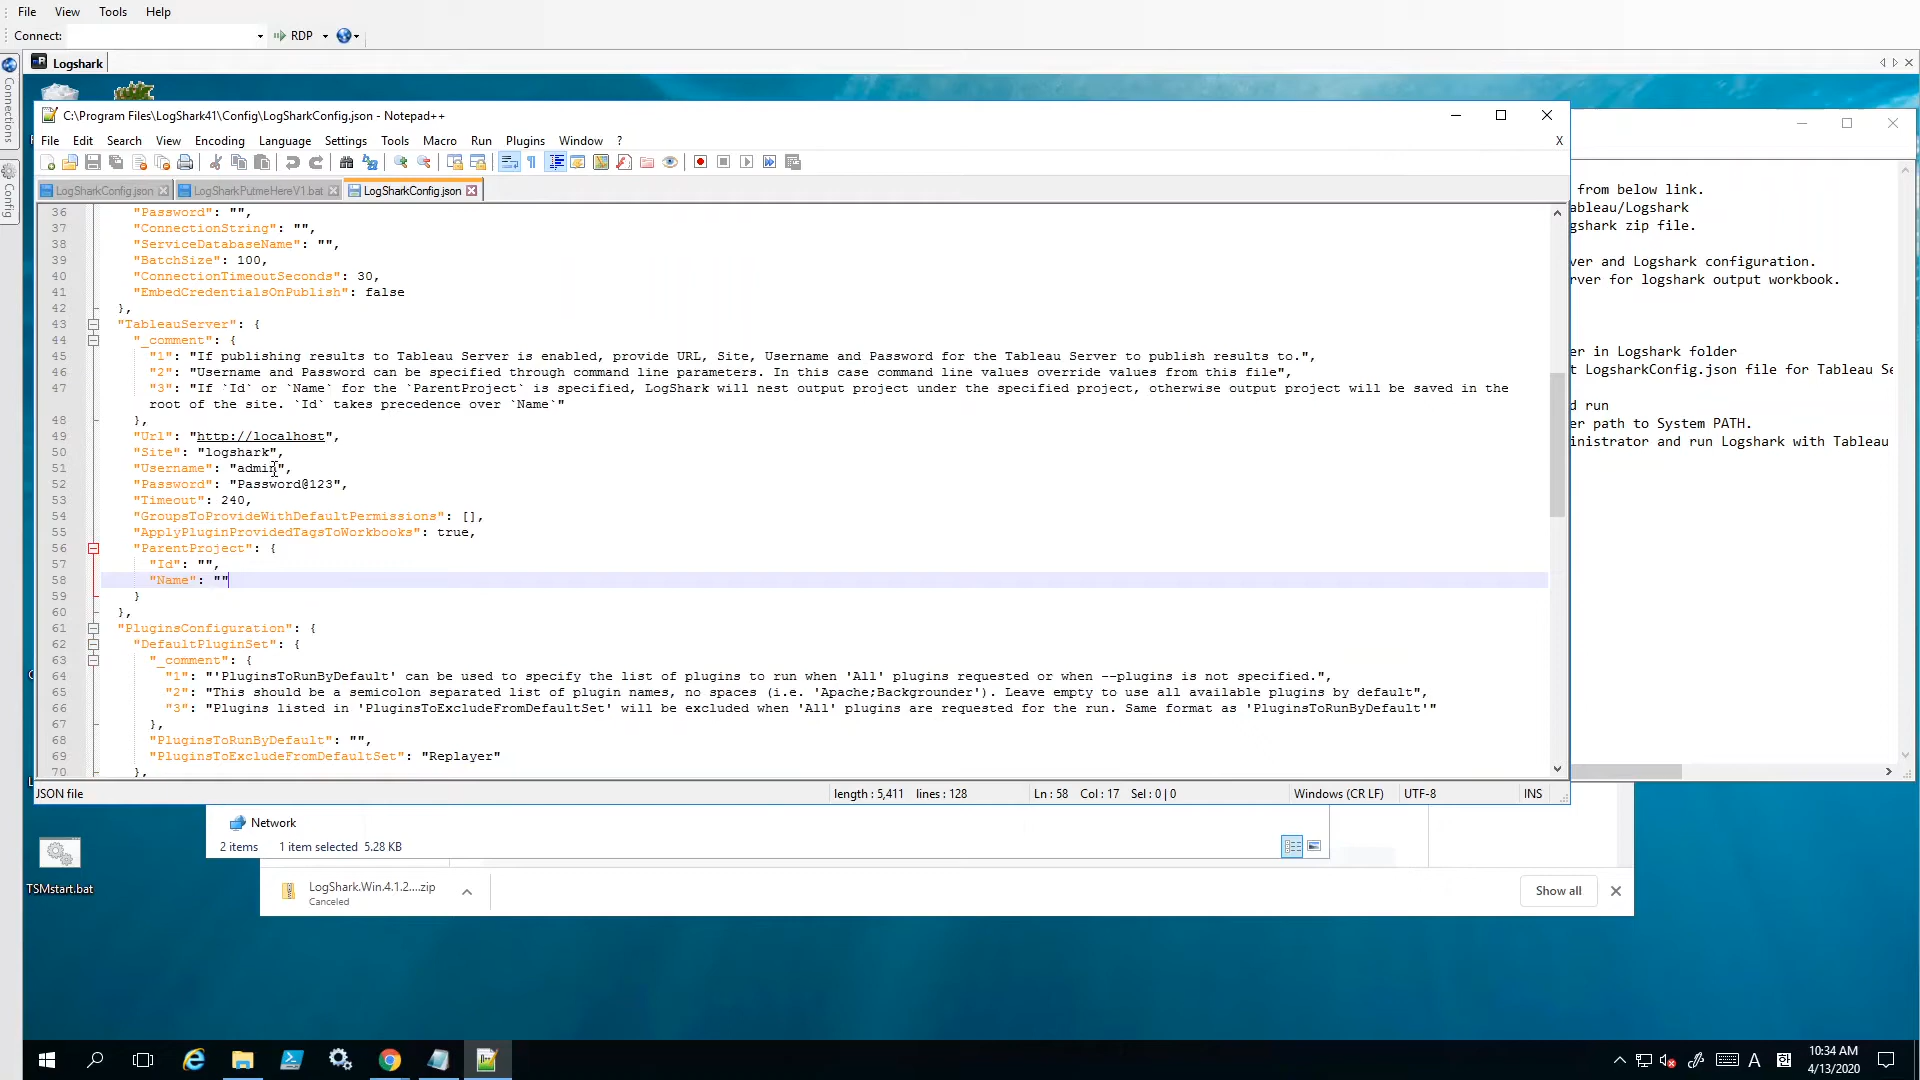 File View Tools Help
Connect: RDP
Logshark
Connections
Config
C:\Program Files\LogShark41\Config\LogSharkConfig.json - Notepad++
File Edit Search View Encoding Language Settings Tools Macro Run Plugins Window ? X
LogSharkConfig.json LogSharkPutmeHereV1.bat LogSharkConfig.json
36 "Password": "",
37 "ConnectionString": "",
38 "ServiceDatabaseName": "",
39 "BatchSize": 100,
40 "ConnectionTimeoutSeconds": 30,
41 "EmbedCredentialsOnPublish": false
42 },
43 "TableauServer": {
44 "_comment": {
45 "1": "If publishing results to Tableau Server is enabled, provide URL, Site, Username and Password for the Tableau Server to publish results to.",
46 "2": "Username and Password can be specified through command line parameters. In this case command line values override values from this file",
47 "3": "If `Id` or `Name` for the `ParentProject` is specified, LogShark will nest output project under the specified project, otherwise output project will be saved in the
root of the site. `Id` takes precedence over `Name`"
48 },
49 "Url": "http://localhost",
50 "Site": "logshark",
51 "Username": "admin",
52 "Password": "Password@123",
53 "Timeout": 240,
54 "GroupsToProvideWithDefaultPermissions": [],
55 "ApplyPluginProvidedTagsToWorkbooks": true,
56 "ParentProject": {
57 "Id": "",
58 "Name": ""
59 }
60 },
61 "PluginsConfiguration": {
62 "DefaultPluginSet": {
63 "_comment": {
64 "1": "'PluginsToRunByDefault' can be used to specify the list of plugins to run when 'All' plugins requested or when --plugins is not specified.",
65 "2": "This should be a semicolon separated list of plugin names, no spaces (i.e. 'Apache;Backgrounder'). Leave empty to use all available plugins by default",
66 "3": "Plugins listed in 'PluginsToExcludeFromDefaultSet' will be excluded when 'All' plugins are requested for the run. Same format as 'PluginsToRunByDefault'"
67 },
68 "PluginsToRunByDefault": "",
69 "PluginsToExcludeFromDefaultSet": "Replayer"
70 },
JSON file length : 5,411 lines : 128 Ln : 58 Col : 17 Sel : 0 | 0 Windows (CR LF) UTF-8 INS
from below link.
ableau/Logshark
gshark zip file.
ver and Logshark configuration.
rver for logshark output workbook.
er in Logshark folder
t LogsharkConfig.json file for Tableau Se
d run
er path to System PATH.
inistrator and run Logshark with Tableau
Network
2 items 1 item selected 5.28 KB
LogShark.Win.4.1.2....zip
Canceled
Show all
TSMstart.bat
A 한 10:34 AM
4/13/2020